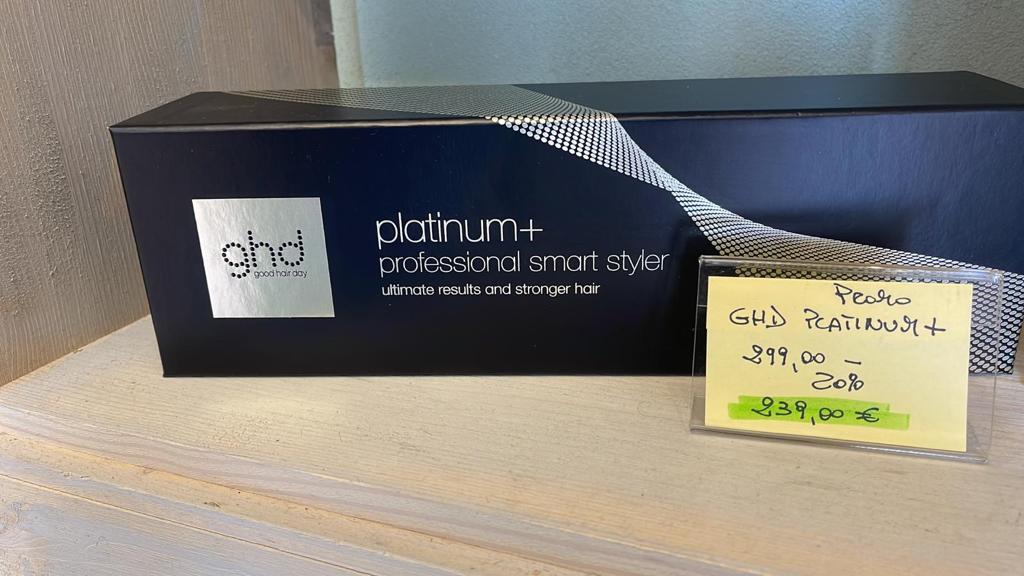 ghd
good hair day
platinum+
professional smart styler
ultimate results and stronger hair
Promo
GHD PLATINUM+
299,00 -
20%
239,00 €